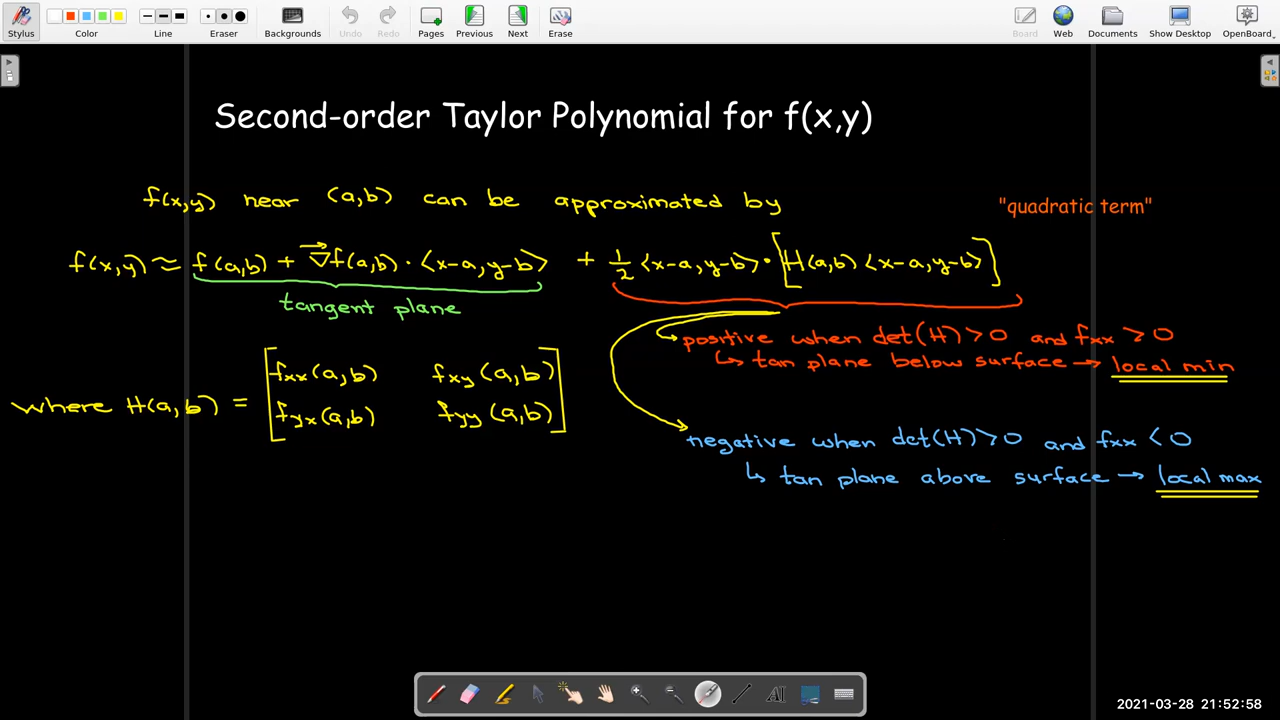 Stylus Color Line Eraser Backgrounds Undo Redo Pages Previous Next Erase Board Web Documents Show Desktop OpenBoard
Second-order Taylor Polynomial for f(x,y)
f(x,y) near (a,b) can be approximated by
"quadratic term"
f(x,y) ≈ f(a,b) + ∇⃗f(a,b) · <x-a, y-b> + 1/2 <x-a, y-b> · [H(a,b) <x-a, y-b>]
tangent plane
positive when det(H) > 0 and fxx > 0
↳ tan plane below surface → local min
where H(a,b) = [fxx(a,b) fxy(a,b)
fyx(a,b) fyy(a,b)]
negative when det(H) > 0 and fxx < 0
↳ tan plane above surface → local max
AI
2021-03-28 21:52:58